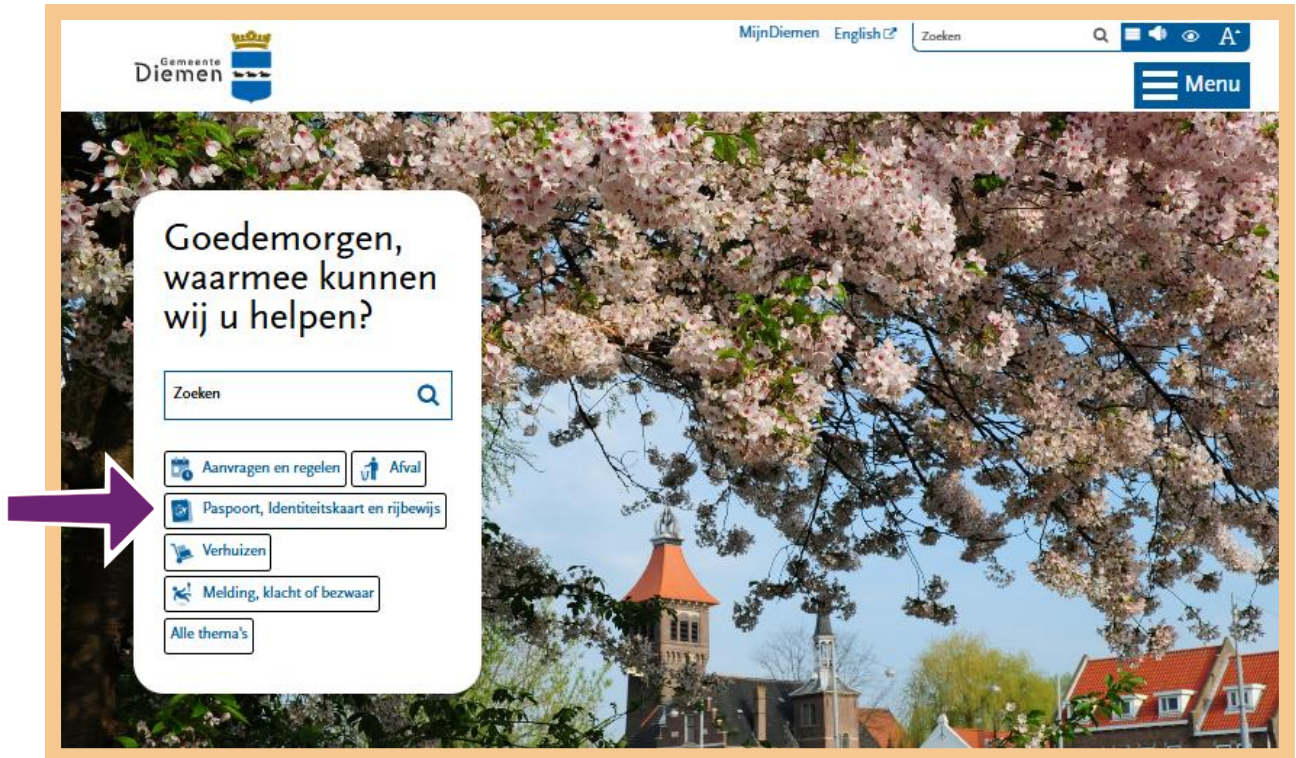 Gemeente
Diemen
MijnDiemen English Zoeken A
Menu
Goedemorgen,
waarmee kunnen
wij u helpen?
Zoeken
Aanvragen en regelen Afval
Paspoort, Identiteitskaart en rijbewijs
Verhuizen
Melding, klacht of bezwaar
Alle thema's